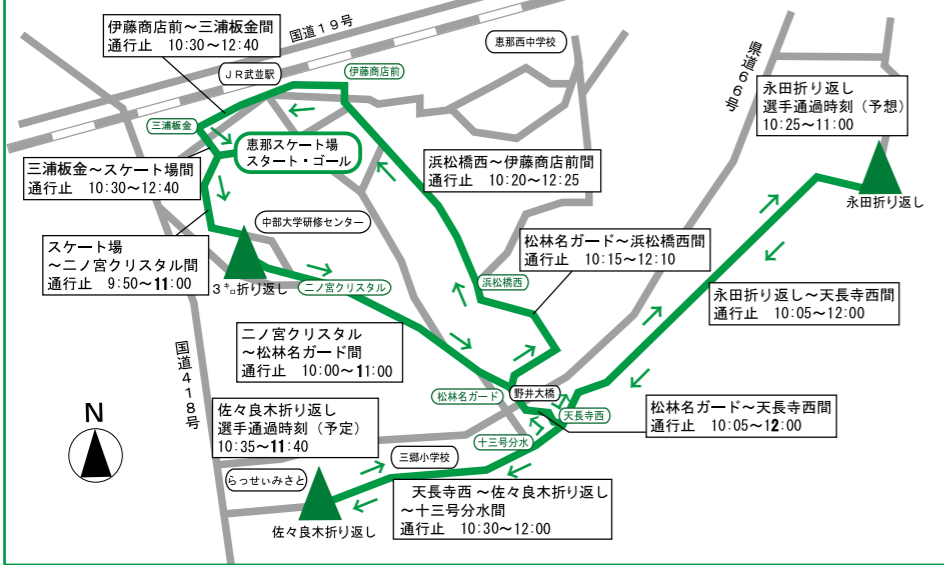 伊藤商店前～三浦板金間
通行止 10:30～12:40
国道19号
恵那西中学校
県道66号
JR武並駅
伊藤商店前
永田折り返し
選手通過時刻（予想）
10:25～11:00
三浦板金
恵那スケート場
スタート・ゴール
三浦板金～スケート場間
通行止 10:30～12:40
浜松橋西～伊藤商店前間
通行止 10:20～12:25
永田折り返し
中部大学研修センター
スケート場
～二ノ宮クリスタル間
通行止 9:50～11:00
松林名ガード～浜松橋西間
通行止 10:15～12:10
3㌔折り返し
二ノ宮クリスタル
浜松橋西
永田折り返し～天長寺西間
通行止 10:05～12:00
国道418号
二ノ宮クリスタル
～松林名ガード間
通行止 10:00～11:00
松林名ガード
野井大橋
天長寺西
松林名ガード～天長寺西間
通行止 10:05～12:00
N
佐々良木折り返し
選手通過時刻（予定）
10:35～11:40
十三号分水
三郷小学校
らっせいみさと
天長寺西 ～佐々良木折り返し
～十三号分水間
通行止 10:30～12:00
佐々良木折り返し